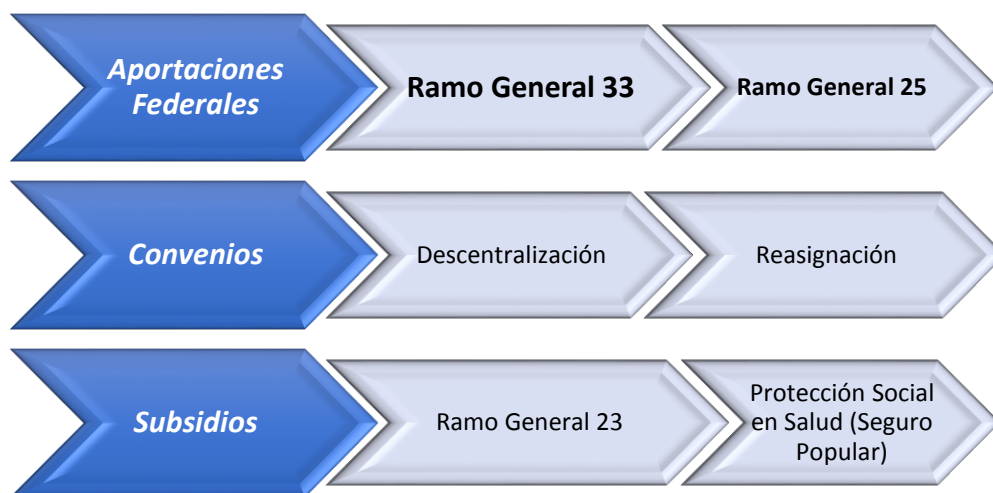 Aportaciones
Federales
Ramo General 33
Ramo General 25
Convenios
Descentralización
Reasignación
Subsidios
Ramo General 23
Protección Social
en Salud (Seguro
Popular)